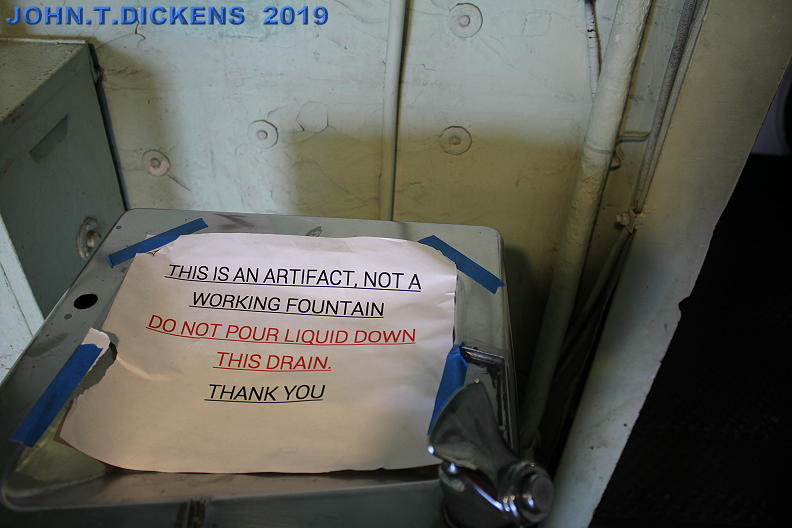 JOHN.T.DICKENS 2019
THIS IS AN ARTIFACT, NOT A
WORKING FOUNTAIN
DO NOT POUR LIQUID DOWN
THIS DRAIN.
THANK YOU